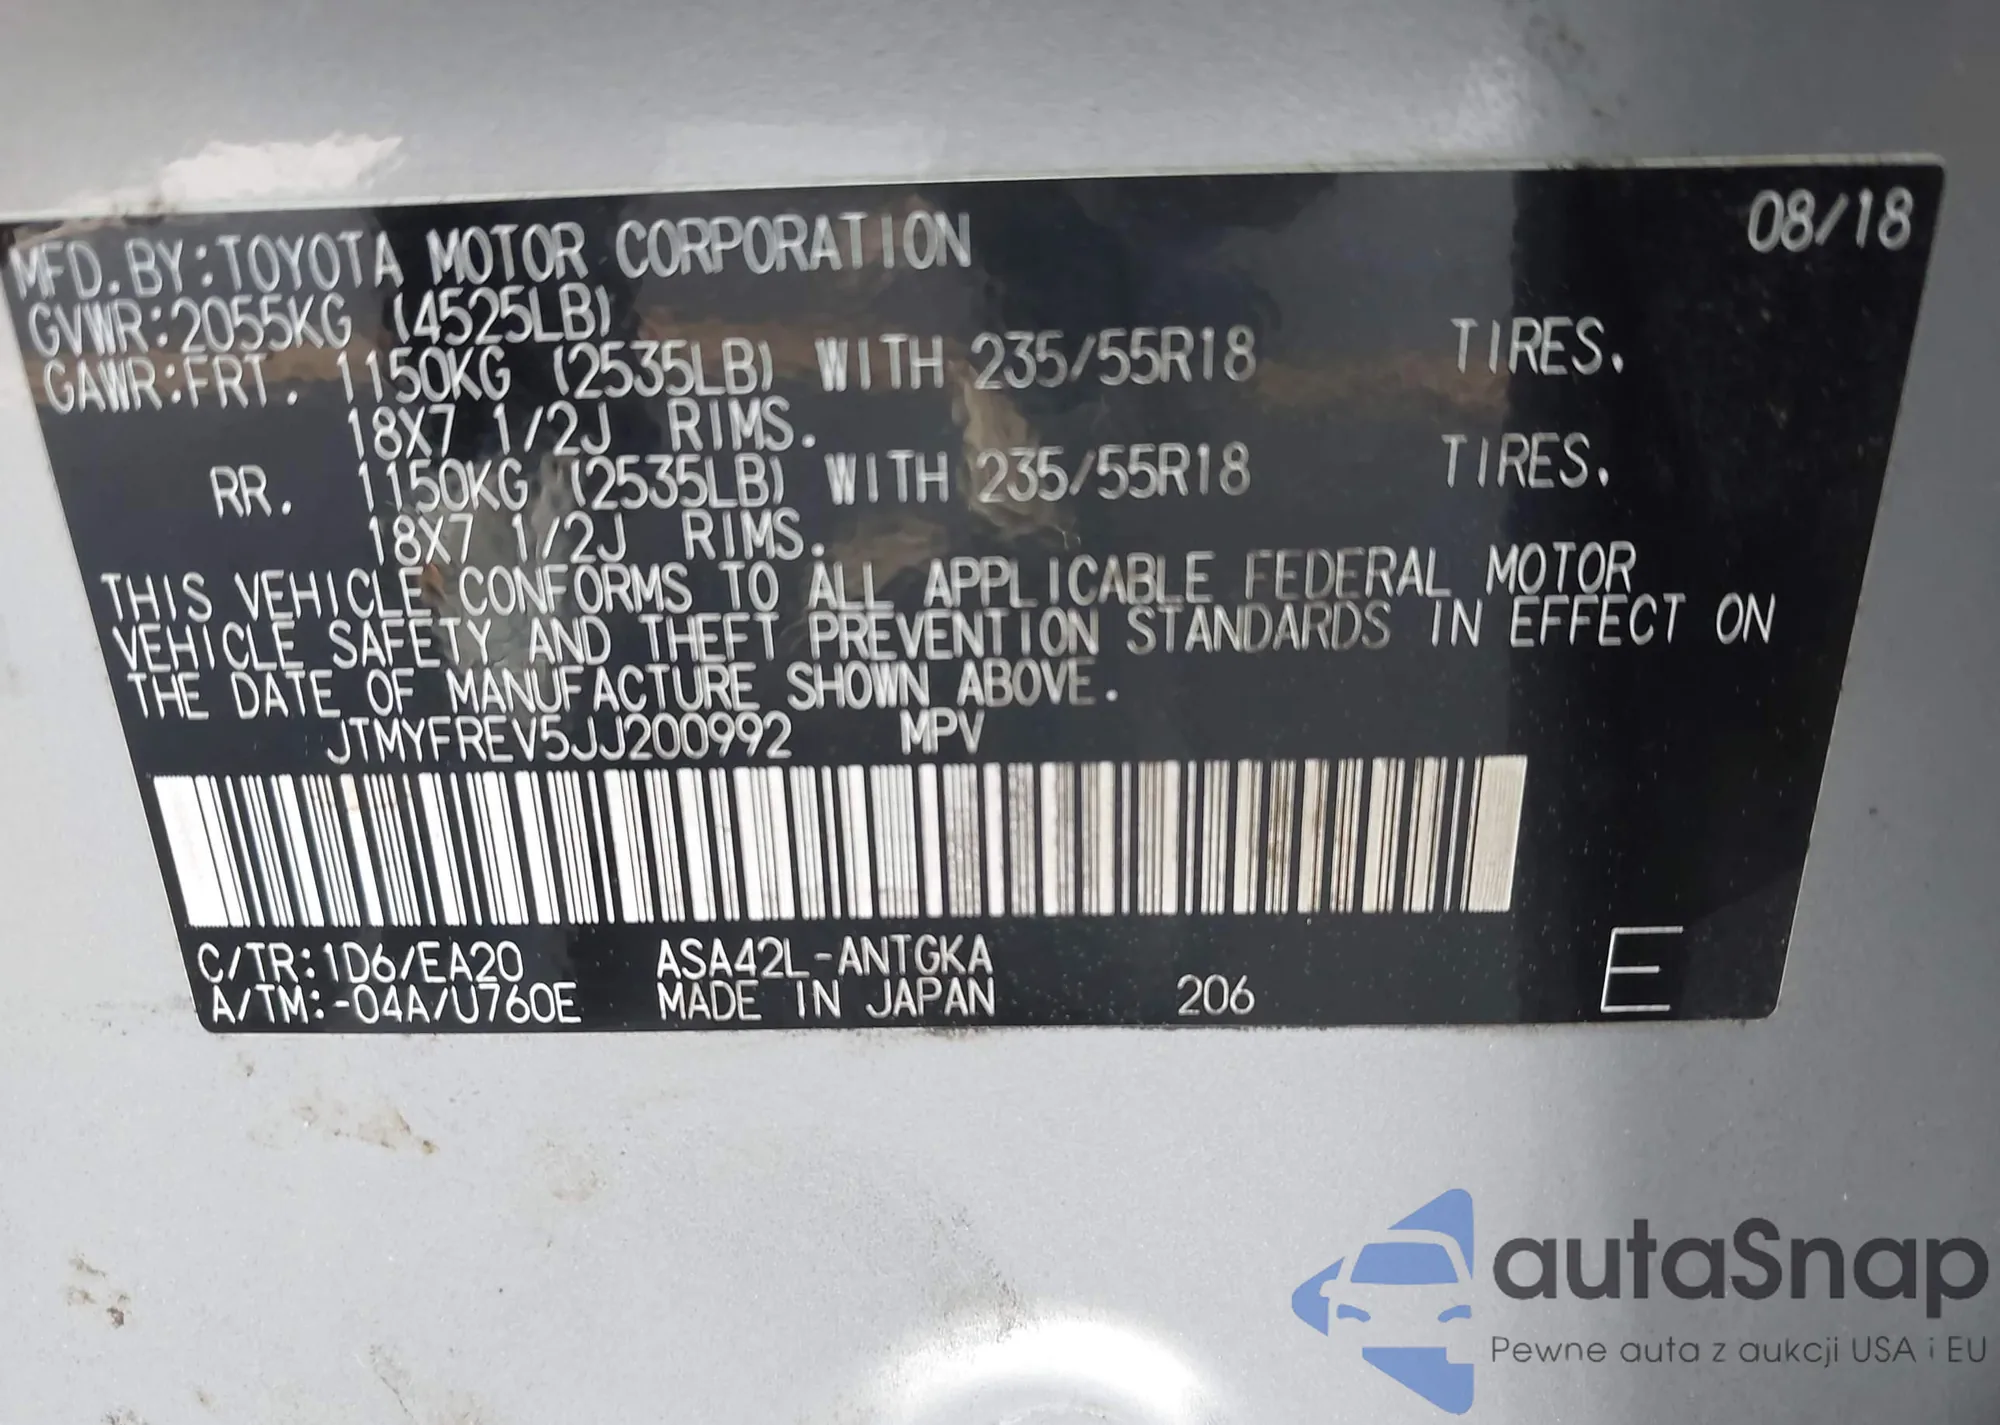 08/18
MFD.BY:TOYOTA MOTOR CORPORATION
GVWR:2055KG (4525LB)
GAWR:FRT. 1150KG (2535LB) WITH 235/55R18 TIRES.
18X7 1/2J RIMS.
RR. 1150KG (2535LB) WITH 235/55R18 TIRES.
18X7 1/2J RIMS.
THIS VEHICLE CONFORMS TO ALL APPLICABLE FEDERAL MOTOR
VEHICLE SAFETY AND THEFT PREVENTION STANDARDS IN EFFECT ON
THE DATE OF MANUFACTURE SHOWN ABOVE.
JTMYFREV5JJ200992 MPV
C/TR:1D6/EA20 ASA42L-ANTGKA
A/TM:-04A/U760E MADE IN JAPAN 206 E
autaSnap
Pewne auta z aukcji USA i EU